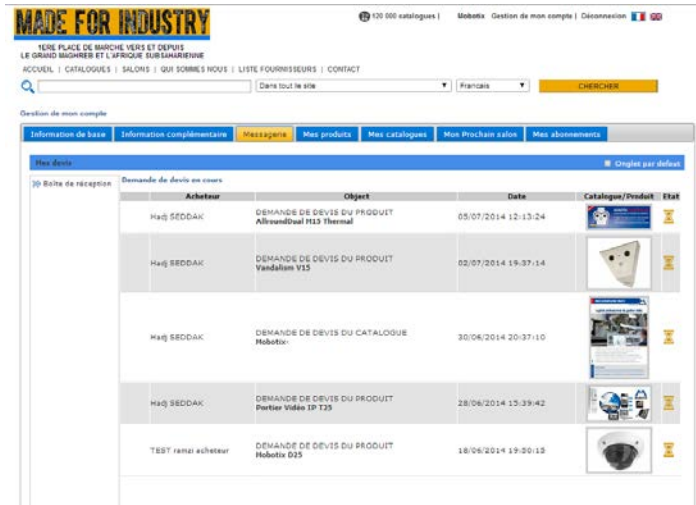 MADE FOR INDUSTRY
120 000 catalogues | Mobotix Gestion de mon compte | Déconnexion
1ERE PLACE DE MARCHE VERS ET DEPUIS
LE GRAND MAGHREB ET L'AFRIQUE SUBSAHARIENNE
ACCUEIL | CATALOGUES | SALONS | QUI SOMMES NOUS | LISTE FOURNISSEURS | CONTACT
Dans tout le site Francais CHERCHER
Gestion de mon compte
Information de base Information complémentaire Messagerie Mes produits Mes catalogues Mon Prochain salon Mes abonnements
Mes devis Onglet par defaut
Boite de réception Demande de devis en cours
Acheteur Object Date Catalogue/Produit Etat
Hadj SEDDAK DEMANDE DE DEVIS DU PRODUIT 05/07/2014 12:13:24
AllroundDual M15 Thermal
Hadj SEDDAK DEMANDE DE DEVIS DU PRODUIT 02/07/2014 19:37:14
Vandalism V15
Hadj SEDDAK DEMANDE DE DEVIS DU CATALOGUE 30/06/2014 20:37:10
Mobotix-
Hadj SEDDAK DEMANDE DE DEVIS DU PRODUIT 28/06/2014 15:39:42
Portier Vidéo IP T25
TEST ramzi acheteur DEMANDE DE DEVIS DU PRODUIT 18/06/2014 19:50:15
Mobotix D25